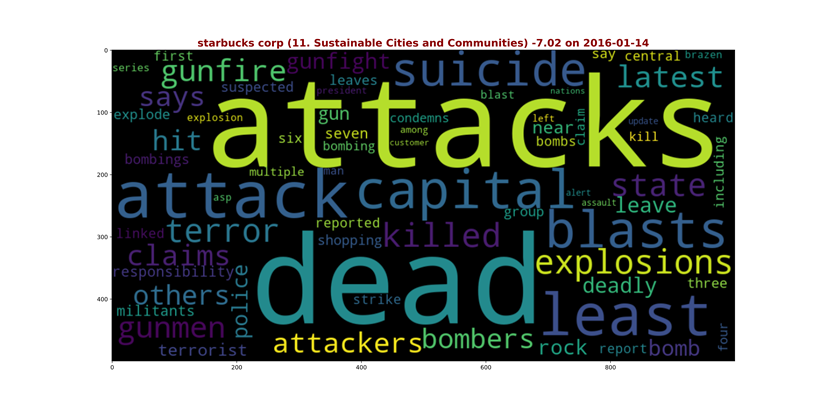 starbucks corp (11. Sustainable Cities and Communities) -7.02 on 2016-01-14
0
100
200
300
400
0
200
400
600
800
first
gunfight
suicide
say
central
brazen
series
gunfire
leaves
latest
says
suspected
president
blast
nations
explode
explosion
attacks
gun
condemns
left
near
claim
update
heard
hit
six
seven
among
bombs
kill
bombings
bombing
customer
including
multiple
man
attack
asp
capital
alert
state
group
assault
leave
linked
terror
reported
shopping
killed
blasts
claims
responsibility
explosions
dead
others
police
strike
deadly
three
militants
least
gunmen
attackers
bombers
four
terrorist
rock
report
bomb